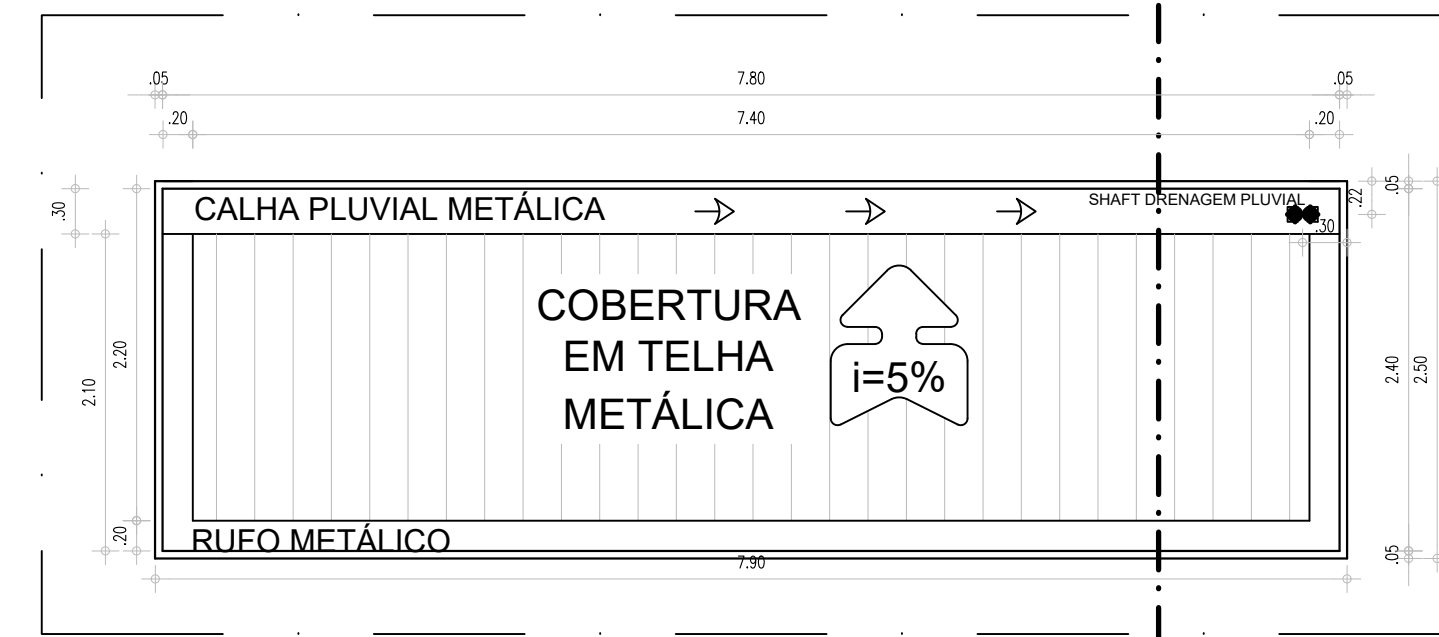 .05 7.80 .05
.20 7.40 .20
CALHA PLUVIAL METÁLICA
SHAFT DRENAGEM PLUVIAL
.30
.22
.05
.30
COBERTURA
EM TELHA
METÁLICA
i=5%
2.20
2.10
2.40
2.50
.20
RUFO METÁLICO
7.90
.05